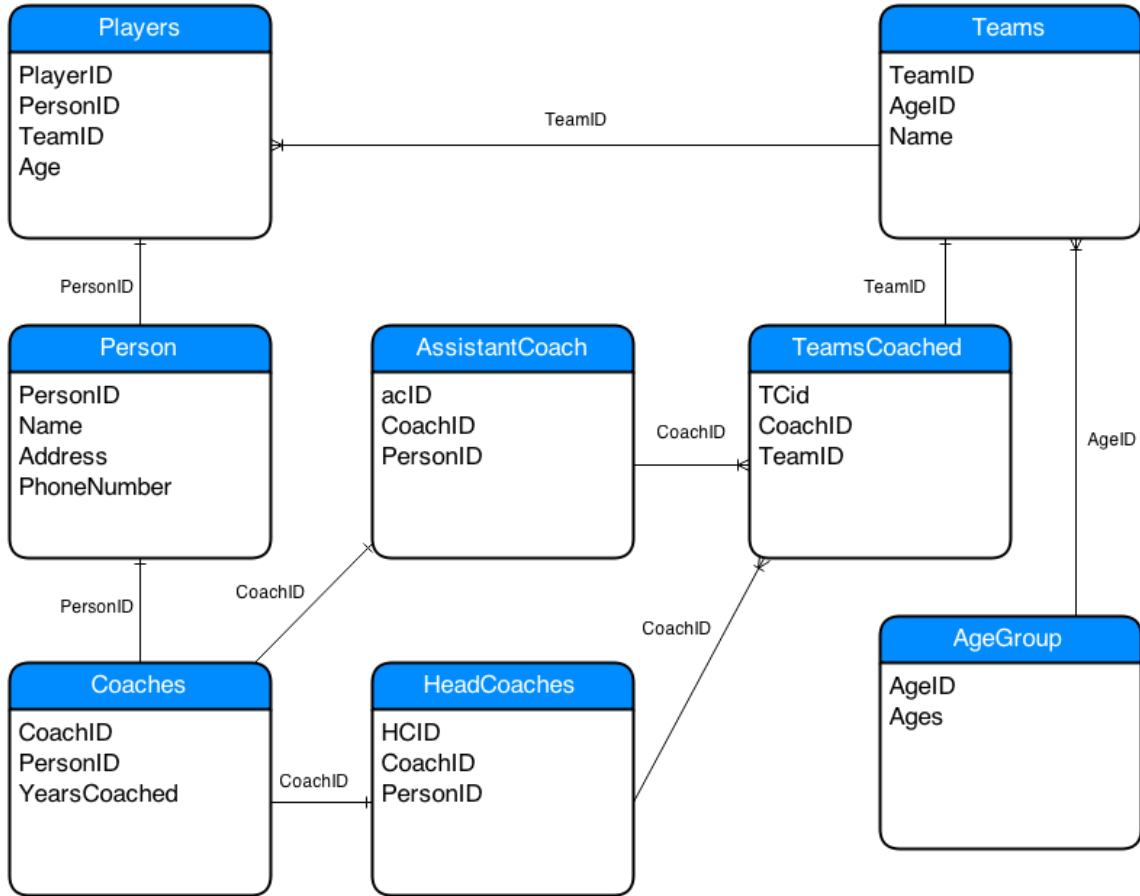 Players
PlayerID
PersonID
TeamID
Age
TeamID
Teams
TeamID
AgeID
Name
PersonID
TeamID
Person
PersonID
Name
Address
PhoneNumber
AssistantCoach
acID
CoachID
PersonID
CoachID
TeamsCoached
TCid
CoachID
TeamID
AgeID
PersonID
CoachID
CoachID
Coaches
CoachID
PersonID
YearsCoached
CoachID
HeadCoaches
HCID
CoachID
PersonID
AgeGroup
AgeID
Ages